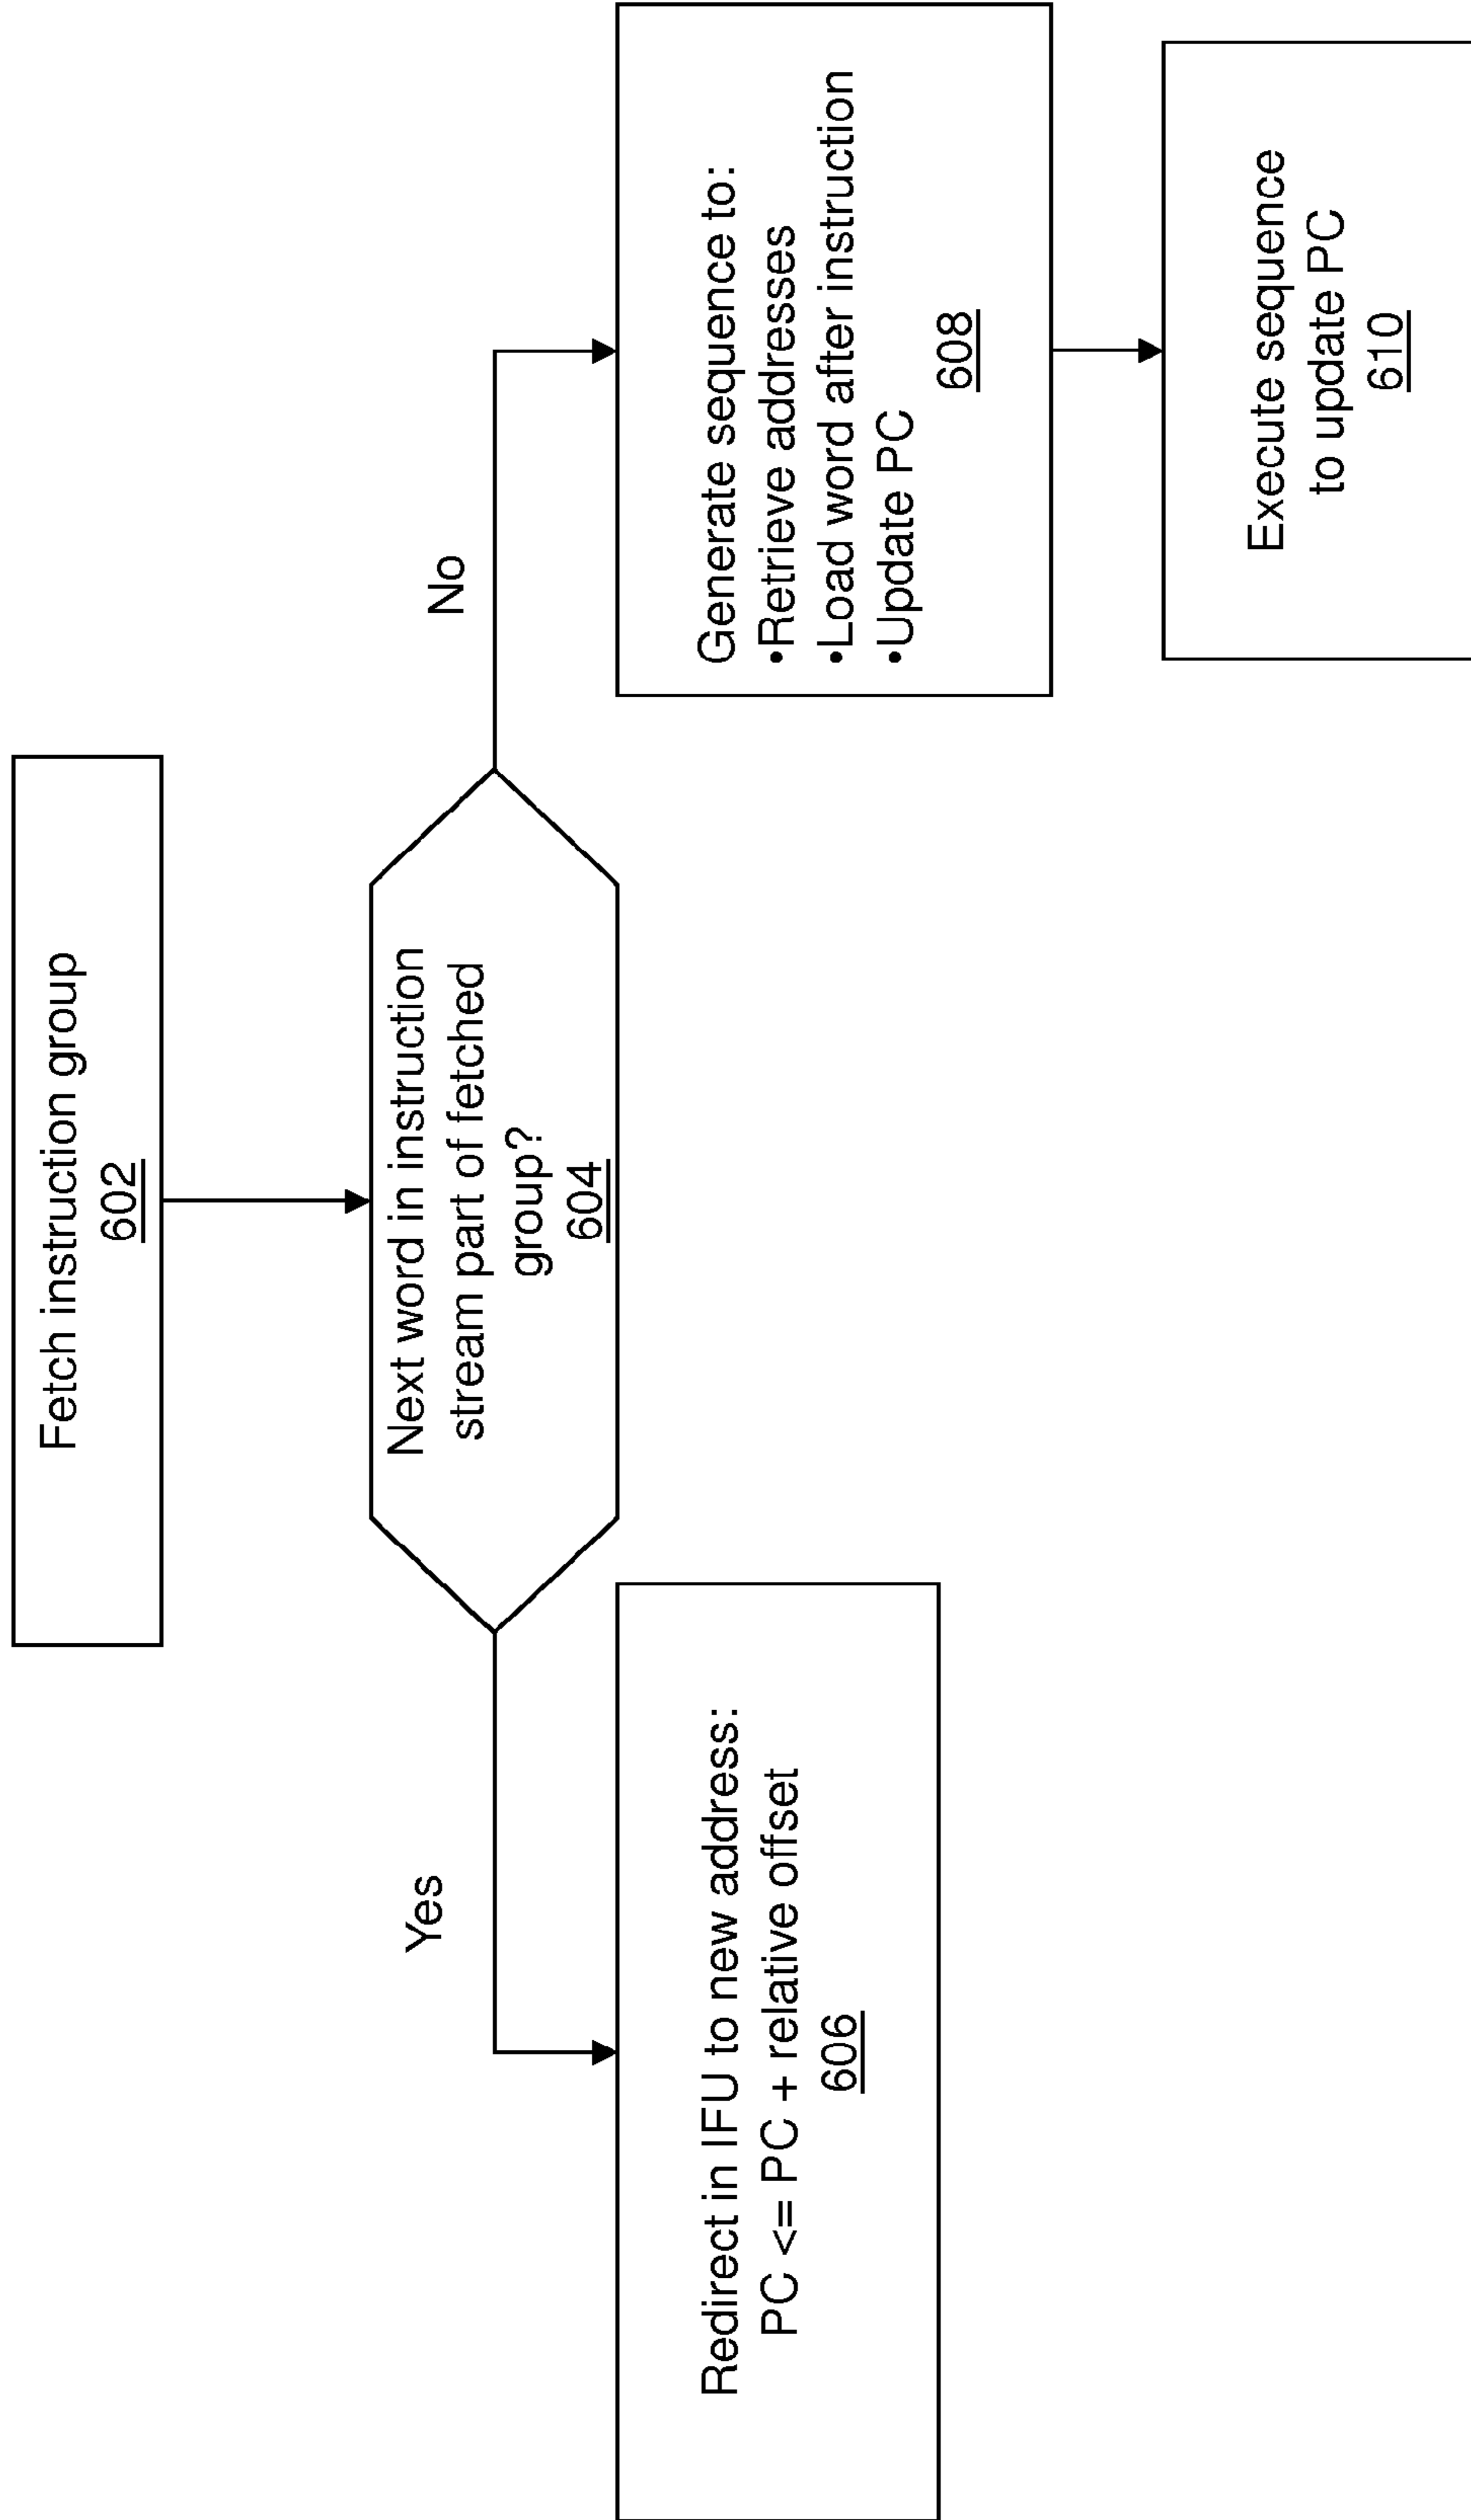 Fetch instruction group
602
Next word in instruction
stream part of fetched
group?
604
Yes
No
Redirect in IFU to new address:
PC <= PC + relative offset
606
Generate sequence to:
•Retrieve addresses
•Load word after instruction
•Update PC
608
Execute sequence
to update PC
610